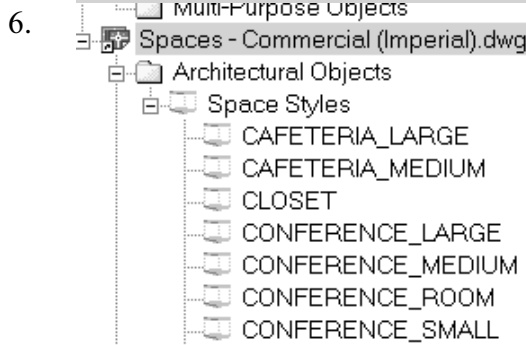 6.
Multi-Purpose Objects
Spaces - Commercial (Imperial).dwg
Architectural Objects
Space Styles
CAFETERIA_LARGE
CAFETERIA_MEDIUM
CLOSET
CONFERENCE_LARGE
CONFERENCE_MEDIUM
CONFERENCE_ROOM
CONFERENCE_SMALL